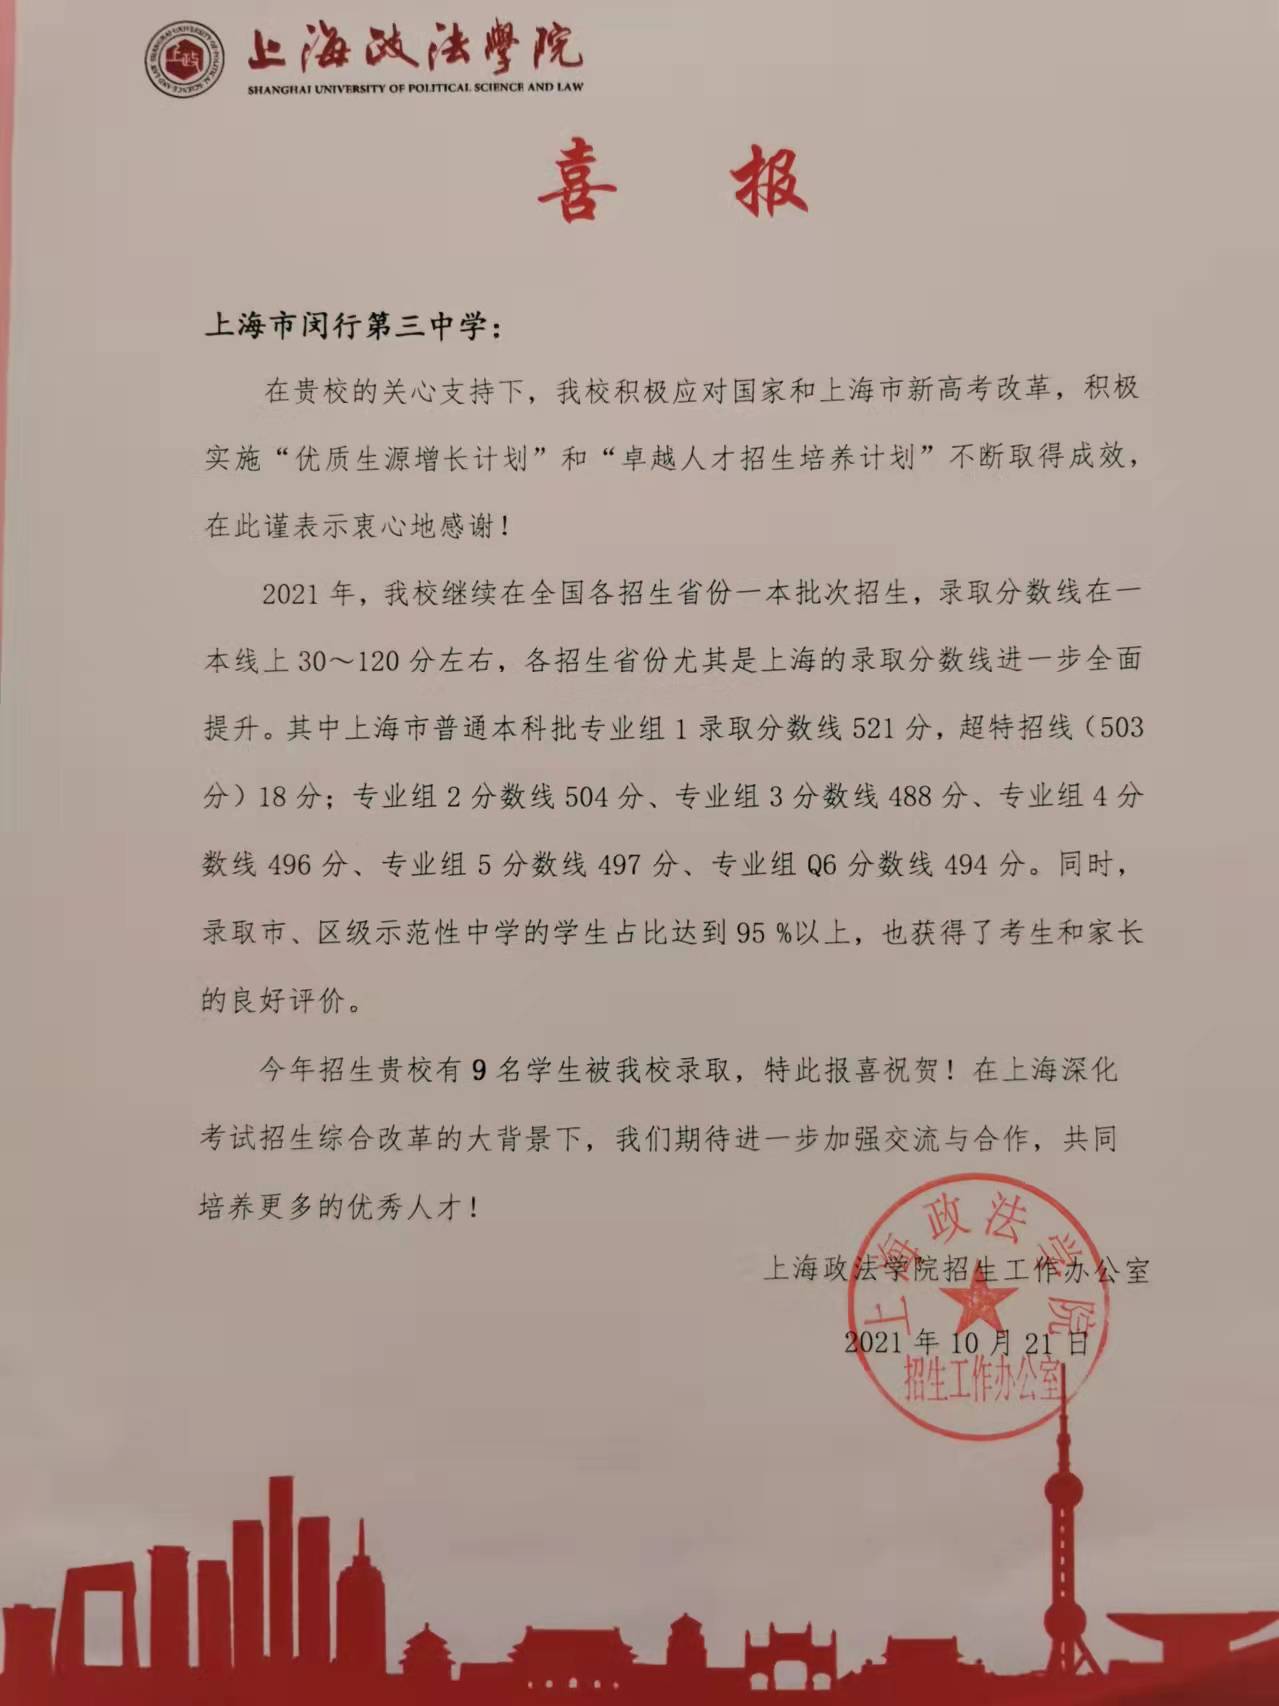 上海政法學院
SHANGHAI UNIVERSITY OF POLITICAL SCIENCE AND LAW
喜 报
上海市闵行第三中学：
在贵校的关心支持下，我校积极应对国家和上海市新高考改革，积极
实施“优质生源增长计划”和“卓越人才招生培养计划”不断取得成效，
在此谨表示衷心地感谢！
2021 年，我校继续在全国各招生省份一本批次招生，录取分数线在一
本线上 30～120 分左右，各招生省份尤其是上海的录取分数线进一步全面
提升。其中上海市普通本科批专业组 1 录取分数线 521 分，超特招线（503
分）18 分；专业组 2 分数线 504 分、专业组 3 分数线 488 分、专业组 4 分
数线 496 分、专业组 5 分数线 497 分、专业组 Q6 分数线 494 分。同时，
录取市、区级示范性中学的学生占比达到 95 %以上，也获得了考生和家长
的良好评价。
今年招生贵校有 9 名学生被我校录取，特此报喜祝贺！在上海深化
考试招生综合改革的大背景下，我们期待进一步加强交流与合作，共同
培养更多的优秀人才！
上海政法学院招生工作办公室
2021 年 10 月 21 日
上海政法学院
招生工作办公室